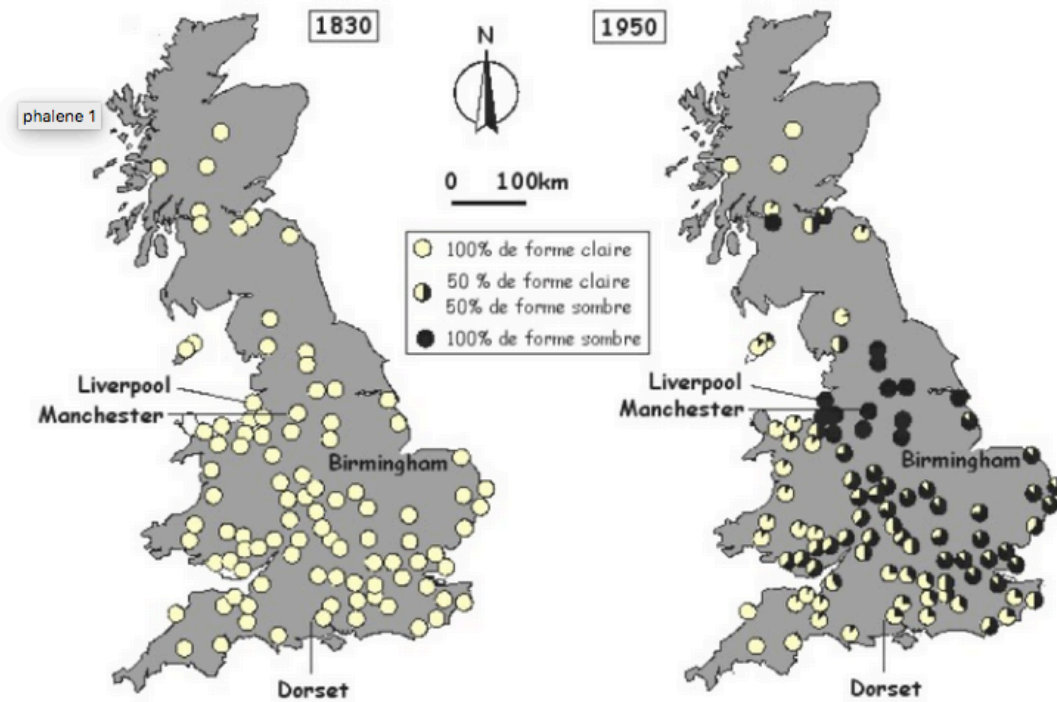 1830
1950
N
phalene 1
0 100km
100% de forme claire
50 % de forme claire
50% de forme sombre
100% de forme sombre
Liverpool
Manchester
Birmingham
Dorset
Liverpool
Manchester
Birmingham
Dorset